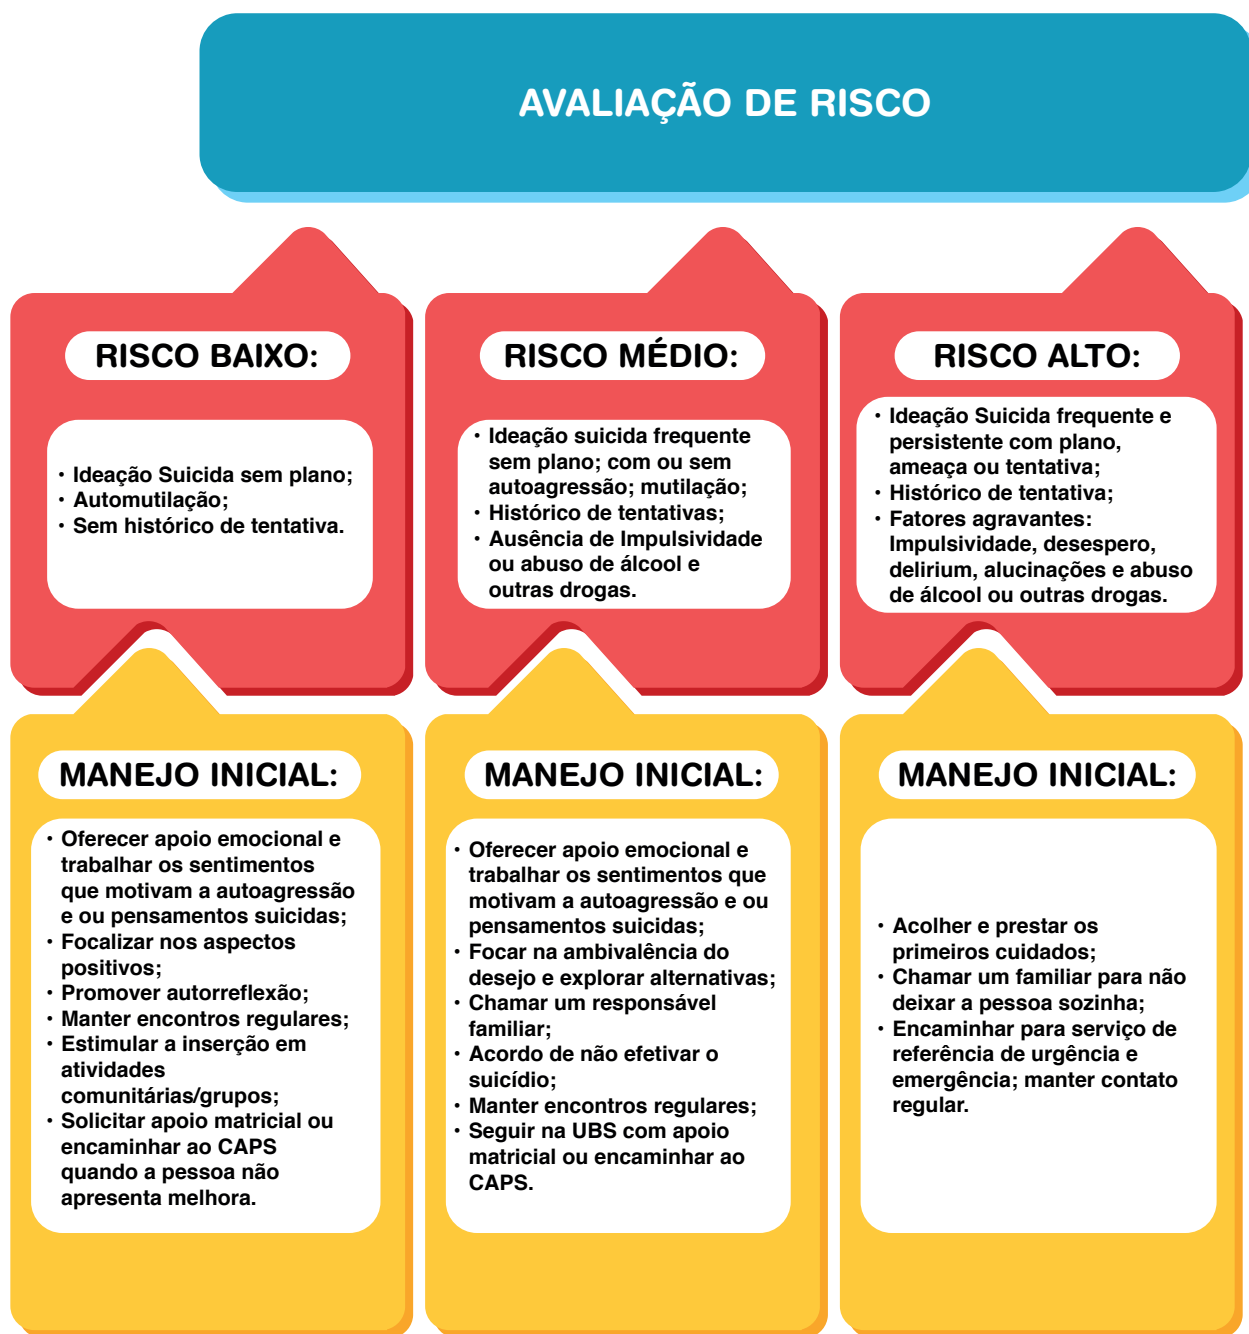 AVALIAÇÃO DE RISCO
RISCO BAIXO:
• Ideação Suicida sem plano;
• Automutilação;
• Sem histórico de tentativa.
RISCO MÉDIO:
• Ideação suicida frequente
sem plano; com ou sem
autoagressão; mutilação;
• Histórico de tentativas;
• Ausência de Impulsividade
ou abuso de álcool e
outras drogas.
RISCO ALTO:
• Ideação Suicida frequente e
persistente com plano,
ameaça ou tentativa;
• Histórico de tentativa;
• Fatores agravantes:
Impulsividade, desespero,
delirium, alucinações e abuso
de álcool ou outras drogas.
MANEJO INICIAL:
• Oferecer apoio emocional e
trabalhar os sentimentos
que motivam a autoagressão
e ou pensamentos suicidas;
• Focalizar nos aspectos
positivos;
• Promover autorreflexão;
• Manter encontros regulares;
• Estimular a inserção em
atividades
comunitárias/grupos;
• Solicitar apoio matricial ou
encaminhar ao CAPS
quando a pessoa não
apresenta melhora.
MANEJO INICIAL:
• Oferecer apoio emocional e
trabalhar os sentimentos que
motivam a autoagressão e ou
pensamentos suicidas;
• Focar na ambivalência do
desejo e explorar alternativas;
• Chamar um responsável
familiar;
• Acordo de não efetivar o
suicídio;
• Manter encontros regulares;
• Seguir na UBS com apoio
matricial ou encaminhar ao
CAPS.
MANEJO INICIAL:
• Acolher e prestar os
primeiros cuidados;
• Chamar um familiar para não
deixar a pessoa sozinha;
• Encaminhar para serviço de
referência de urgência e
emergência; manter contato
regular.